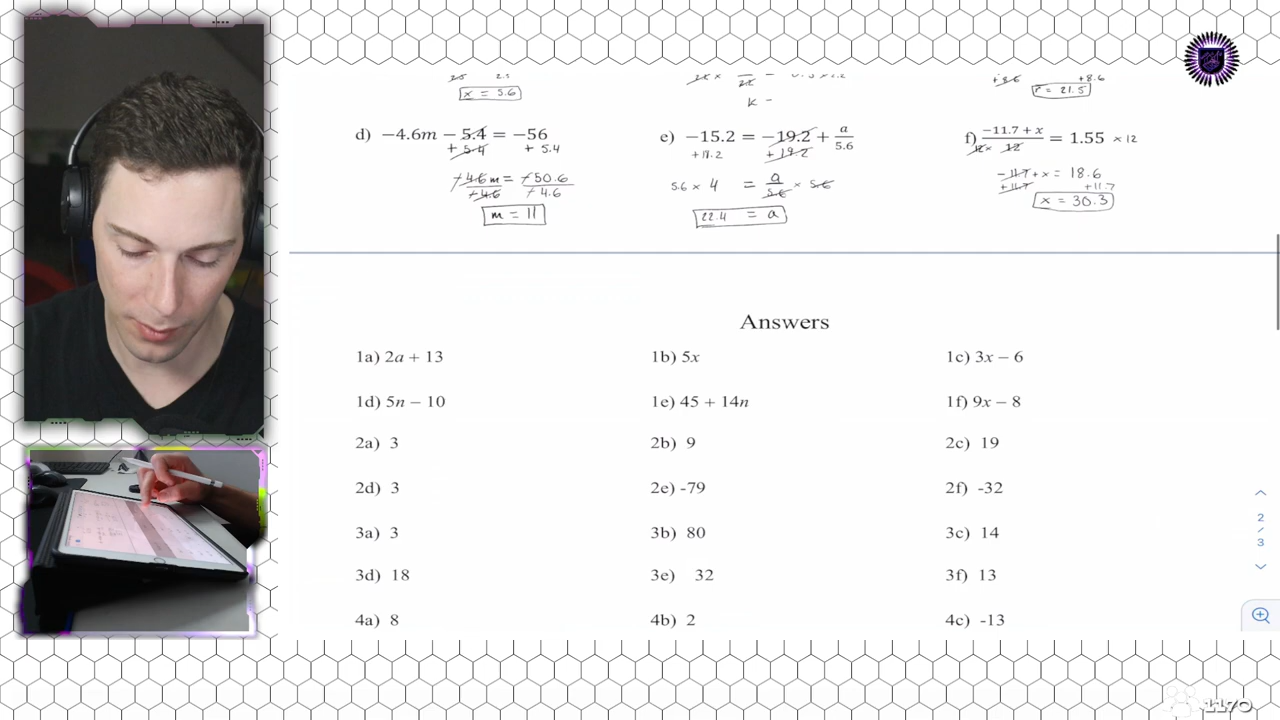 x = 5.6
k =
r = 21.5
+8.6
d) −4.6m − 5.4 = −56
+ 5.4 + 5.4
−4.6m = −50.6
−4.6 −4.6
m = 11
e) −15.2 = −19.2 + a/5.6
+19.2 +19.2
5.6 × 4 = a/5.6 × 5.6
22.4 = a
f) −11.7 + x / 12 = 1.55 ×12
12× 12
−11.7 + x = 18.6
+11.7 +11.7
x = 30.3
Answers
1a) 2a + 13 1b) 5x 1c) 3x − 6
1d) 5n − 10 1e) 45 + 14n 1f) 9x − 8
2a) 3 2b) 9 2c) 19
2d) 3 2e) -79 2f) -32
3a) 3 3b) 80 3c) 14
3d) 18 3e) 32 3f) 13
4a) 8 4b) 2 4c) -13
2
/
3
1170